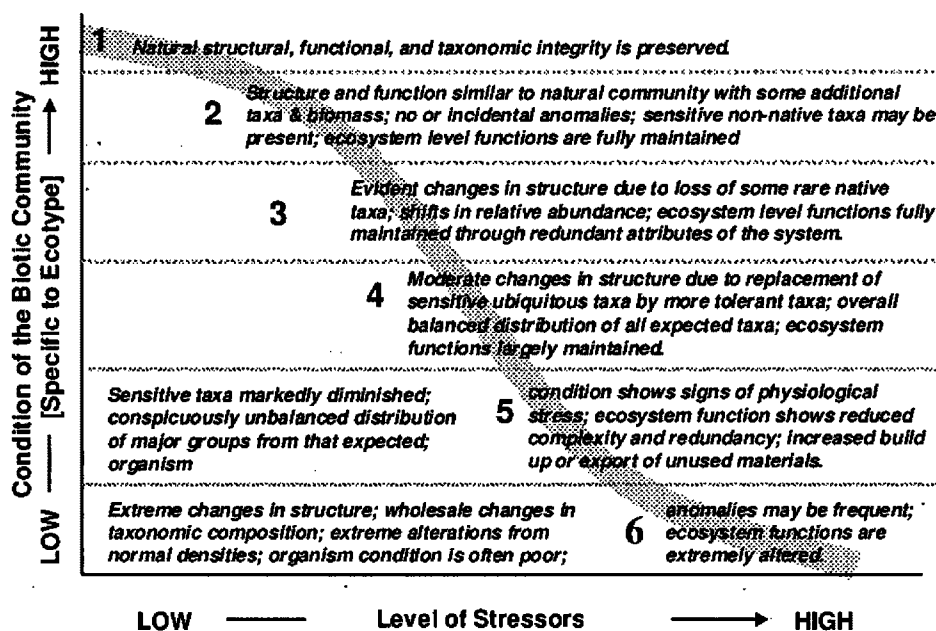 Condition of the Biotic Community
LOW —— [Specific to Ecotype] ——► HIGH
1 Natural structural, functional, and taxonomic integrity is preserved.
2 Structure and function similar to natural community with some additional
taxa & biomass; no or incidental anomalies; sensitive non-native taxa may be
present; ecosystem level functions are fully maintained
3 Evident changes in structure due to loss of some rare native
taxa; shifts in relative abundance; ecosystem level functions fully
maintained through redundant attributes of the system.
4 Moderate changes in structure due to replacement of
sensitive ubiquitous taxa by more tolerant taxa; overall
balanced distribution of all expected taxa; ecosystem
functions largely maintained.
Sensitive taxa markedly diminished;
conspicuously unbalanced distribution
of major groups from that expected;
organism
5 condition shows signs of physiological
stress; ecosystem function shows reduced
complexity and redundancy; increased build
up or export of unused materials.
Extreme changes in structure; wholesale changes in
taxonomic composition; extreme alterations from
normal densities; organism condition is often poor;
6 anomalies may be frequent;
ecosystem functions are
extremely altered.
LOW —— Level of Stressors ——► HIGH